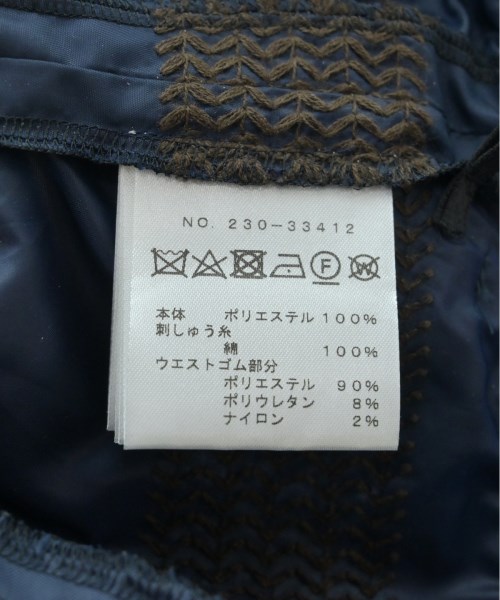 NO. 230-33412
F W
本体 ポリエステル 100%
刺しゅう糸
綿 100%
ウエストゴム部分
ポリエステル 90%
ポリウレタン 8%
ナイロン 2%